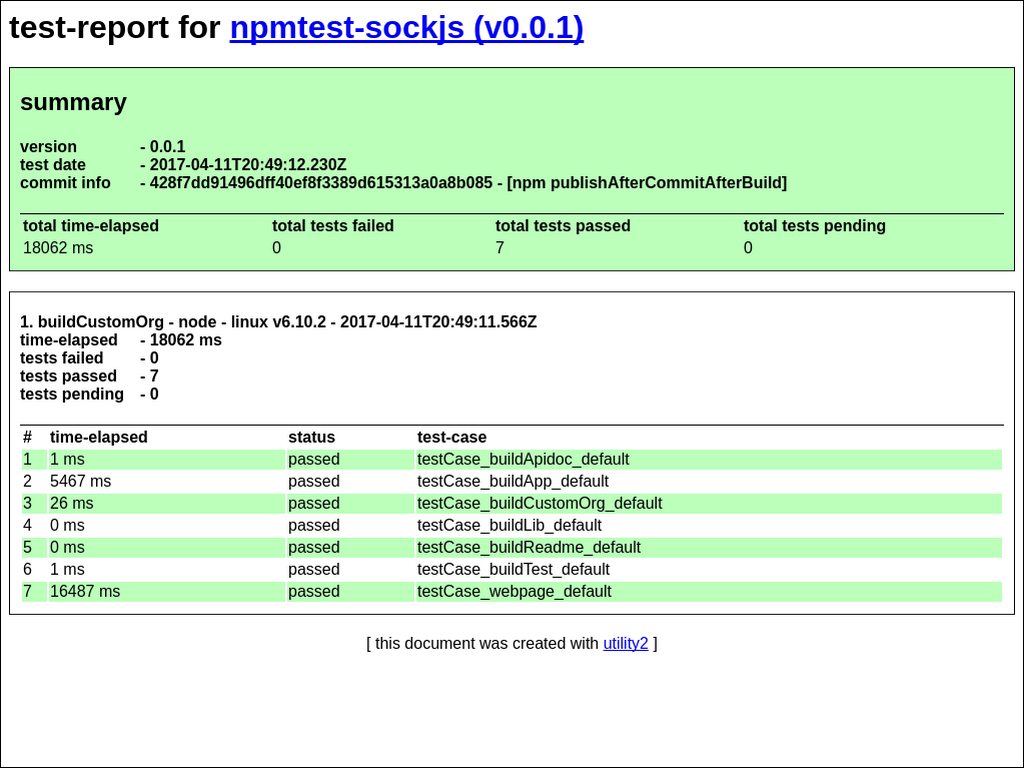 test-report for npmtest-sockjs (v0.0.1)
summary
version - 0.0.1
test date - 2017-04-11T20:49:12.230Z
commit info - 428f7dd91496dff40ef8f3389d615313a0a8b085 - [npm publishAfterCommitAfterBuild]
total time-elapsed total tests failed total tests passed total tests pending
18062 ms 0 7 0
1. buildCustomOrg - node - linux v6.10.2 - 2017-04-11T20:49:11.566Z
time-elapsed - 18062 ms
tests failed - 0
tests passed - 7
tests pending - 0
# time-elapsed status test-case
1 1 ms passed testCase_buildApidoc_default
2 5467 ms passed testCase_buildApp_default
3 26 ms passed testCase_buildCustomOrg_default
4 0 ms passed testCase_buildLib_default
5 0 ms passed testCase_buildReadme_default
6 1 ms passed testCase_buildTest_default
7 16487 ms passed testCase_webpage_default
[ this document was created with utility2 ]